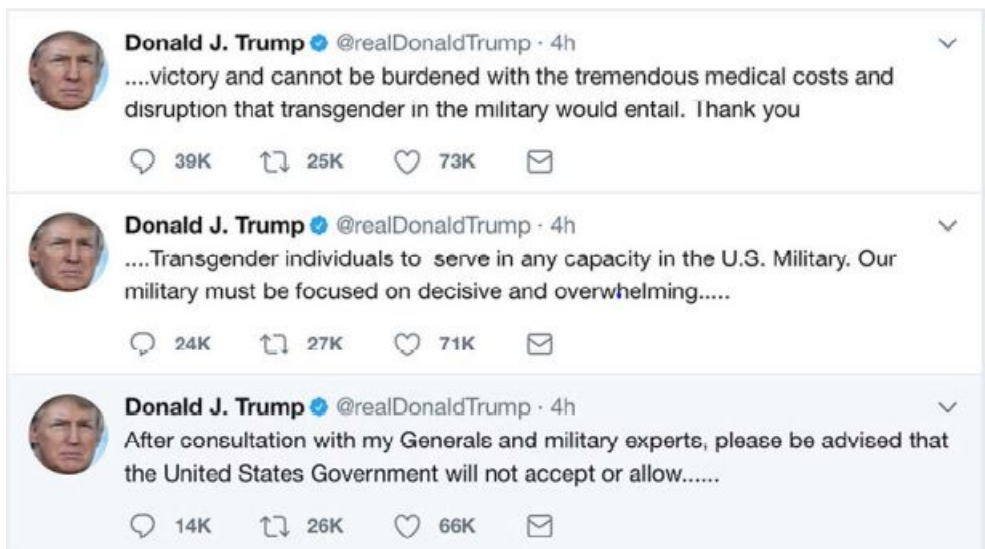 Donald J. Trump @realDonaldTrump · 4h
....victory and cannot be burdened with the tremendous medical costs and
disruption that transgender in the military would entail. Thank you
39K 25K 73K
Donald J. Trump @realDonaldTrump · 4h
....Transgender individuals to serve in any capacity in the U.S. Military. Our
military must be focused on decisive and overwhelming.....
24K 27K 71K
Donald J. Trump @realDonaldTrump · 4h
After consultation with my Generals and military experts, please be advised that
the United States Government will not accept or allow......
14K 26K 66K